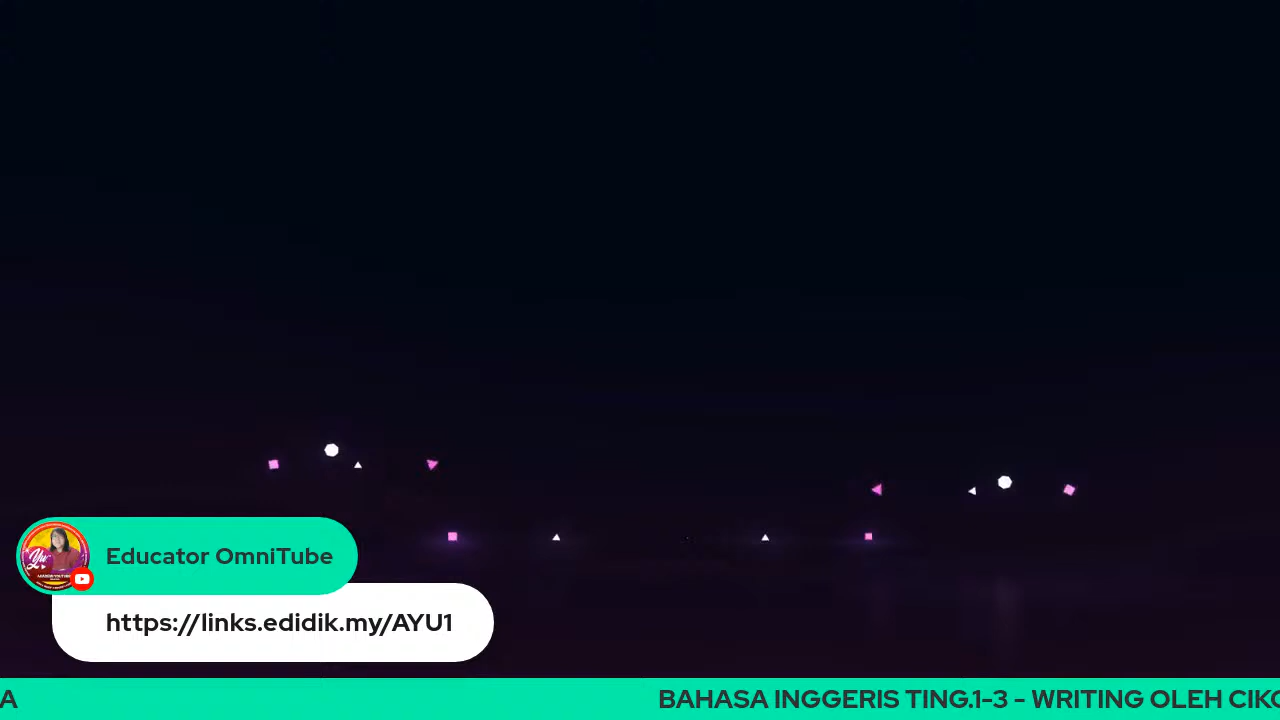 Educator OmniTube
https://links.edidik.my/AYU1
A
BAHASA INGGERIS TING.1-3 - WRITING OLEH